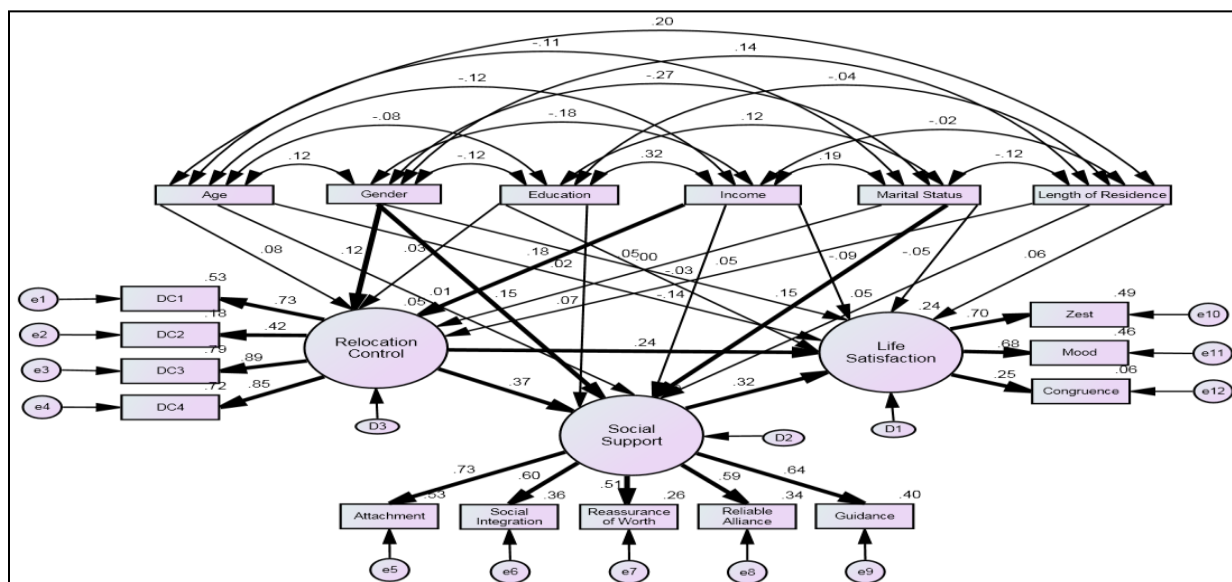 .20
-.11
.14
-.12
-.27
-.04
-.08
-.18
.12
-.02
.12
-.12
.32
.19
-.12
Age
Gender
Education
Income
Marital Status
Length of Residence
.08
.12
.03
.18
.02
.05
.00
.05
-.09
-.05
.06
.53
e1
DC1
.73
.05
.01
.15
.07
-.03
-.14
.15
.05
.24
.70
Zest
.49
e10
.18
e2
DC2
.42
Relocation
Control
.24
Life
Satisfaction
.68
Mood
.46
e11
.79
e3
DC3
.89
.37
.32
.25
Congruence
.06
e12
.72
e4
DC4
.85
D3
Social
Support
D2
D1
.73
.60
.51
.59
.64
.53
.36
.26
.34
.40
Attachment
Social
Integration
Reassurance
of Worth
Reliable
Alliance
Guidance
e5
e6
e7
e8
e9